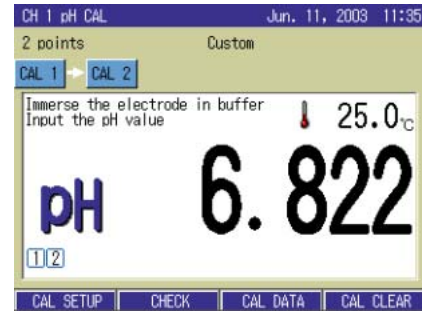 CH 1 pH CAL Jun. 11, 2003 11:35
2 points Custom
CAL 1 CAL 2
Immerse the electrode in buffer
Input the pH value
25.0℃
pH 6.822
1 2
CAL SETUP CHECK CAL DATA CAL CLEAR